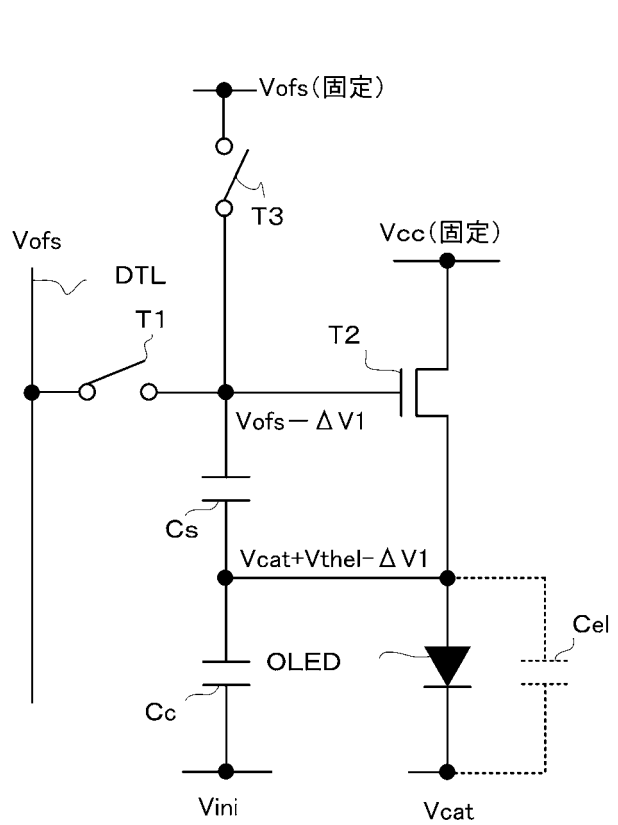 Vofs(固定)
T3
Vofs
Vcc(固定)
DTL
T1
T2
Vofs－ΔV1
Cs
Vcat+Vthel-ΔV1
Cel
OLED
Cc
Vini
Vcat